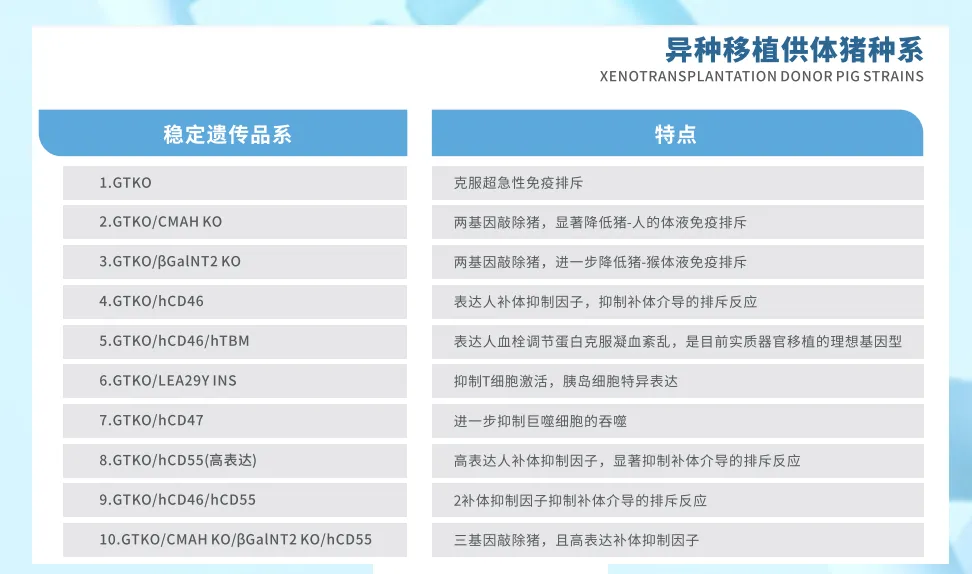 异种移植供体猪种系
XENOTRANSPLANTATION DONOR PIG STRAINS
稳定遗传品系 特点
1.GTKO 克服超急性免疫排斥
2.GTKO/CMAH KO 两基因敲除猪，显著降低猪-人的体液免疫排斥
3.GTKO/βGalNT2 KO 两基因敲除猪，进一步降低猪-猴体液免疫排斥
4.GTKO/hCD46 表达人补体抑制因子，抑制补体介导的排斥反应
5.GTKO/hCD46/hTBM 表达人血栓调节蛋白克服凝血紊乱，是目前实质器官移植的理想基因型
6.GTKO/LEA29Y INS 抑制T细胞激活，胰岛细胞特异表达
7.GTKO/hCD47 进一步抑制巨噬细胞的吞噬
8.GTKO/hCD55(高表达) 高表达人补体抑制因子，显著抑制补体介导的排斥反应
9.GTKO/hCD46/hCD55 2补体抑制因子抑制补体介导的排斥反应
10.GTKO/CMAH KO/βGalNT2 KO/hCD55 三基因敲除猪，且高表达补体抑制因子